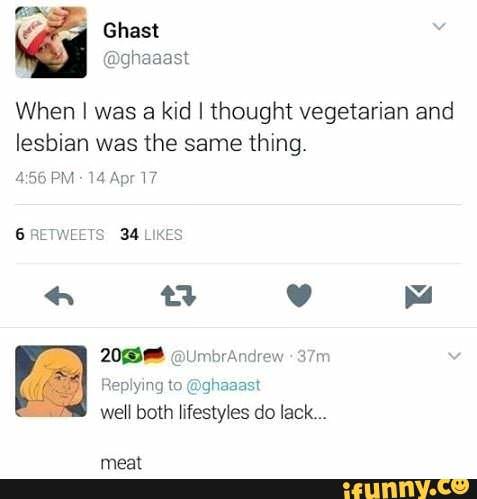 Ghast
@ghaaast
When I was a kid I thought vegetarian and
lesbian was the same thing.
4:56 PM · 14 Apr 17
6 RETWEETS 34 LIKES
20🇧🇷🇩🇪 @UmbrAndrew · 37m
Replying to @ghaaast
well both lifestyles do lack...
meat
ifunny.co